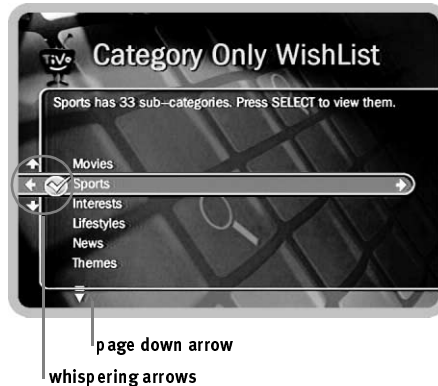 TiVo
Category Only WishList
Sports has 33 sub-categories. Press SELECT to view them.
Movies
Sports
Interests
Lifestyles
News
Themes
page down arrow
whispering arrows